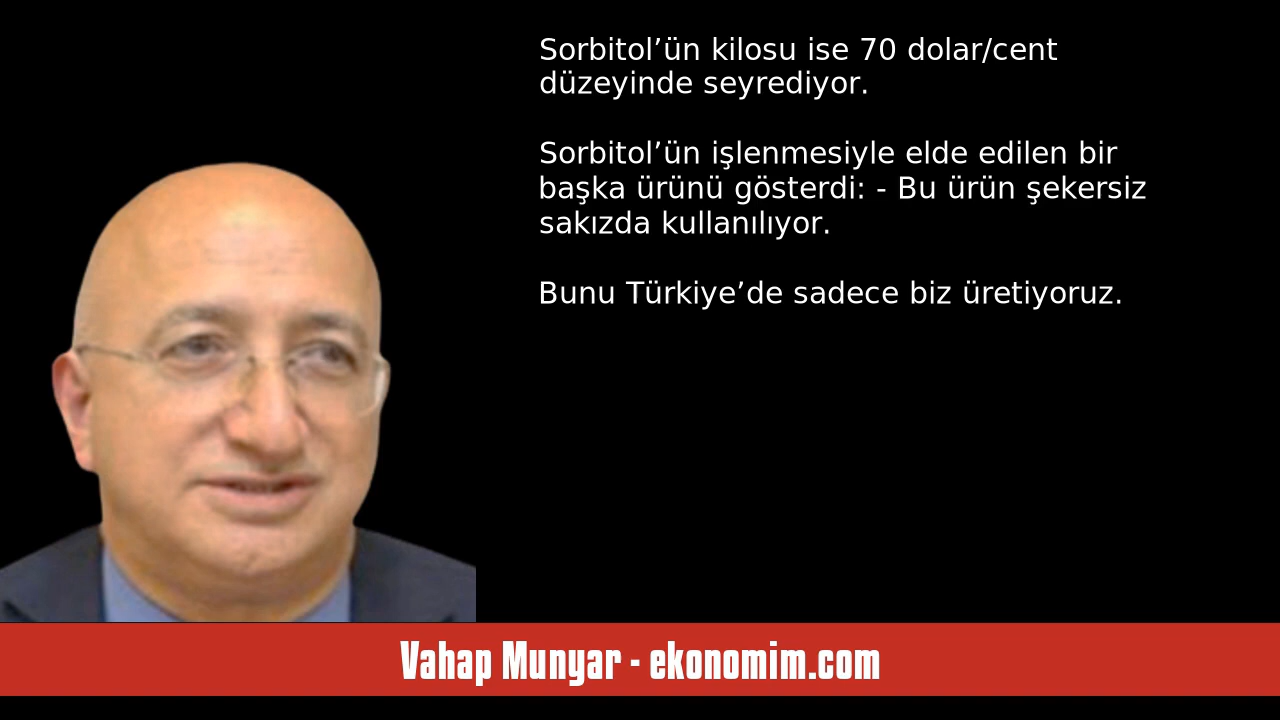 Sorbitol’ün kilosu ise 70 dolar/cent
düzeyinde seyrediyor.
Sorbitol’ün işlenmesiyle elde edilen bir
başka ürünü gösterdi: - Bu ürün şekersiz
sakızda kullanılıyor.
Bunu Türkiye’de sadece biz üretiyoruz.
Vahap Munyar - ekonomim.com